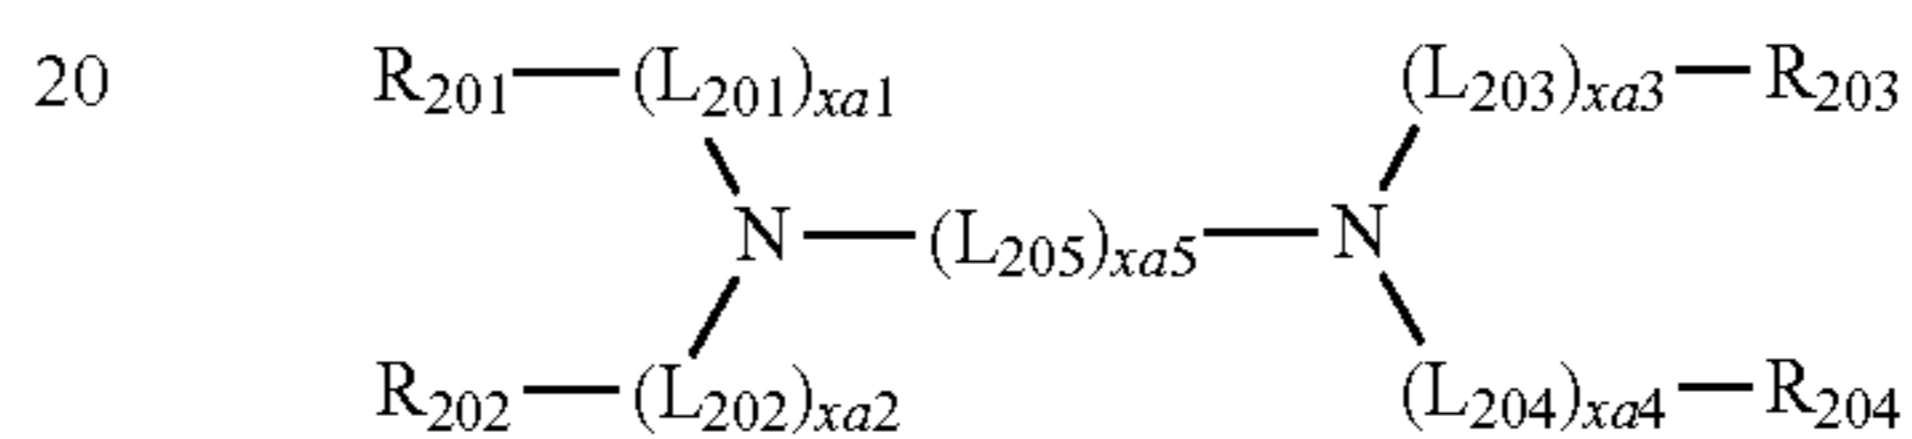 20 R201—(L201)xa1 (L203)xa3—R203
N—(L205)xa5—N
R202—(L202)xa2 (L204)xa4—R204